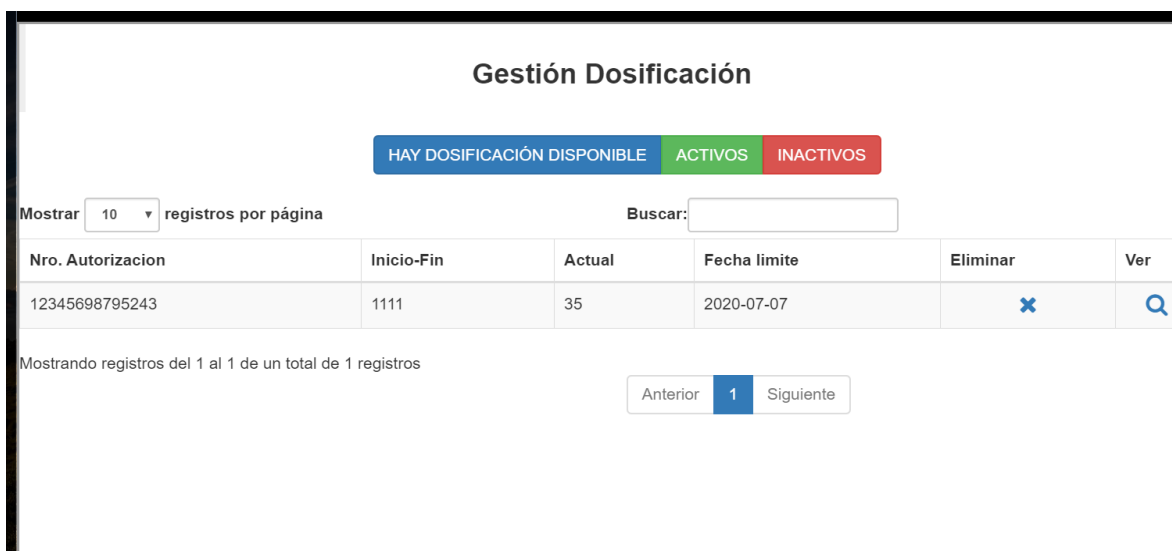 Gestión Dosificación
HAY DOSIFICACIÓN DISPONIBLE ACTIVOS INACTIVOS
Mostrar 10 registros por página Buscar:
Nro. Autorizacion Inicio-Fin Actual Fecha limite Eliminar Ver
12345698795243 1111 35 2020-07-07
Mostrando registros del 1 al 1 de un total de 1 registros
Anterior 1 Siguiente